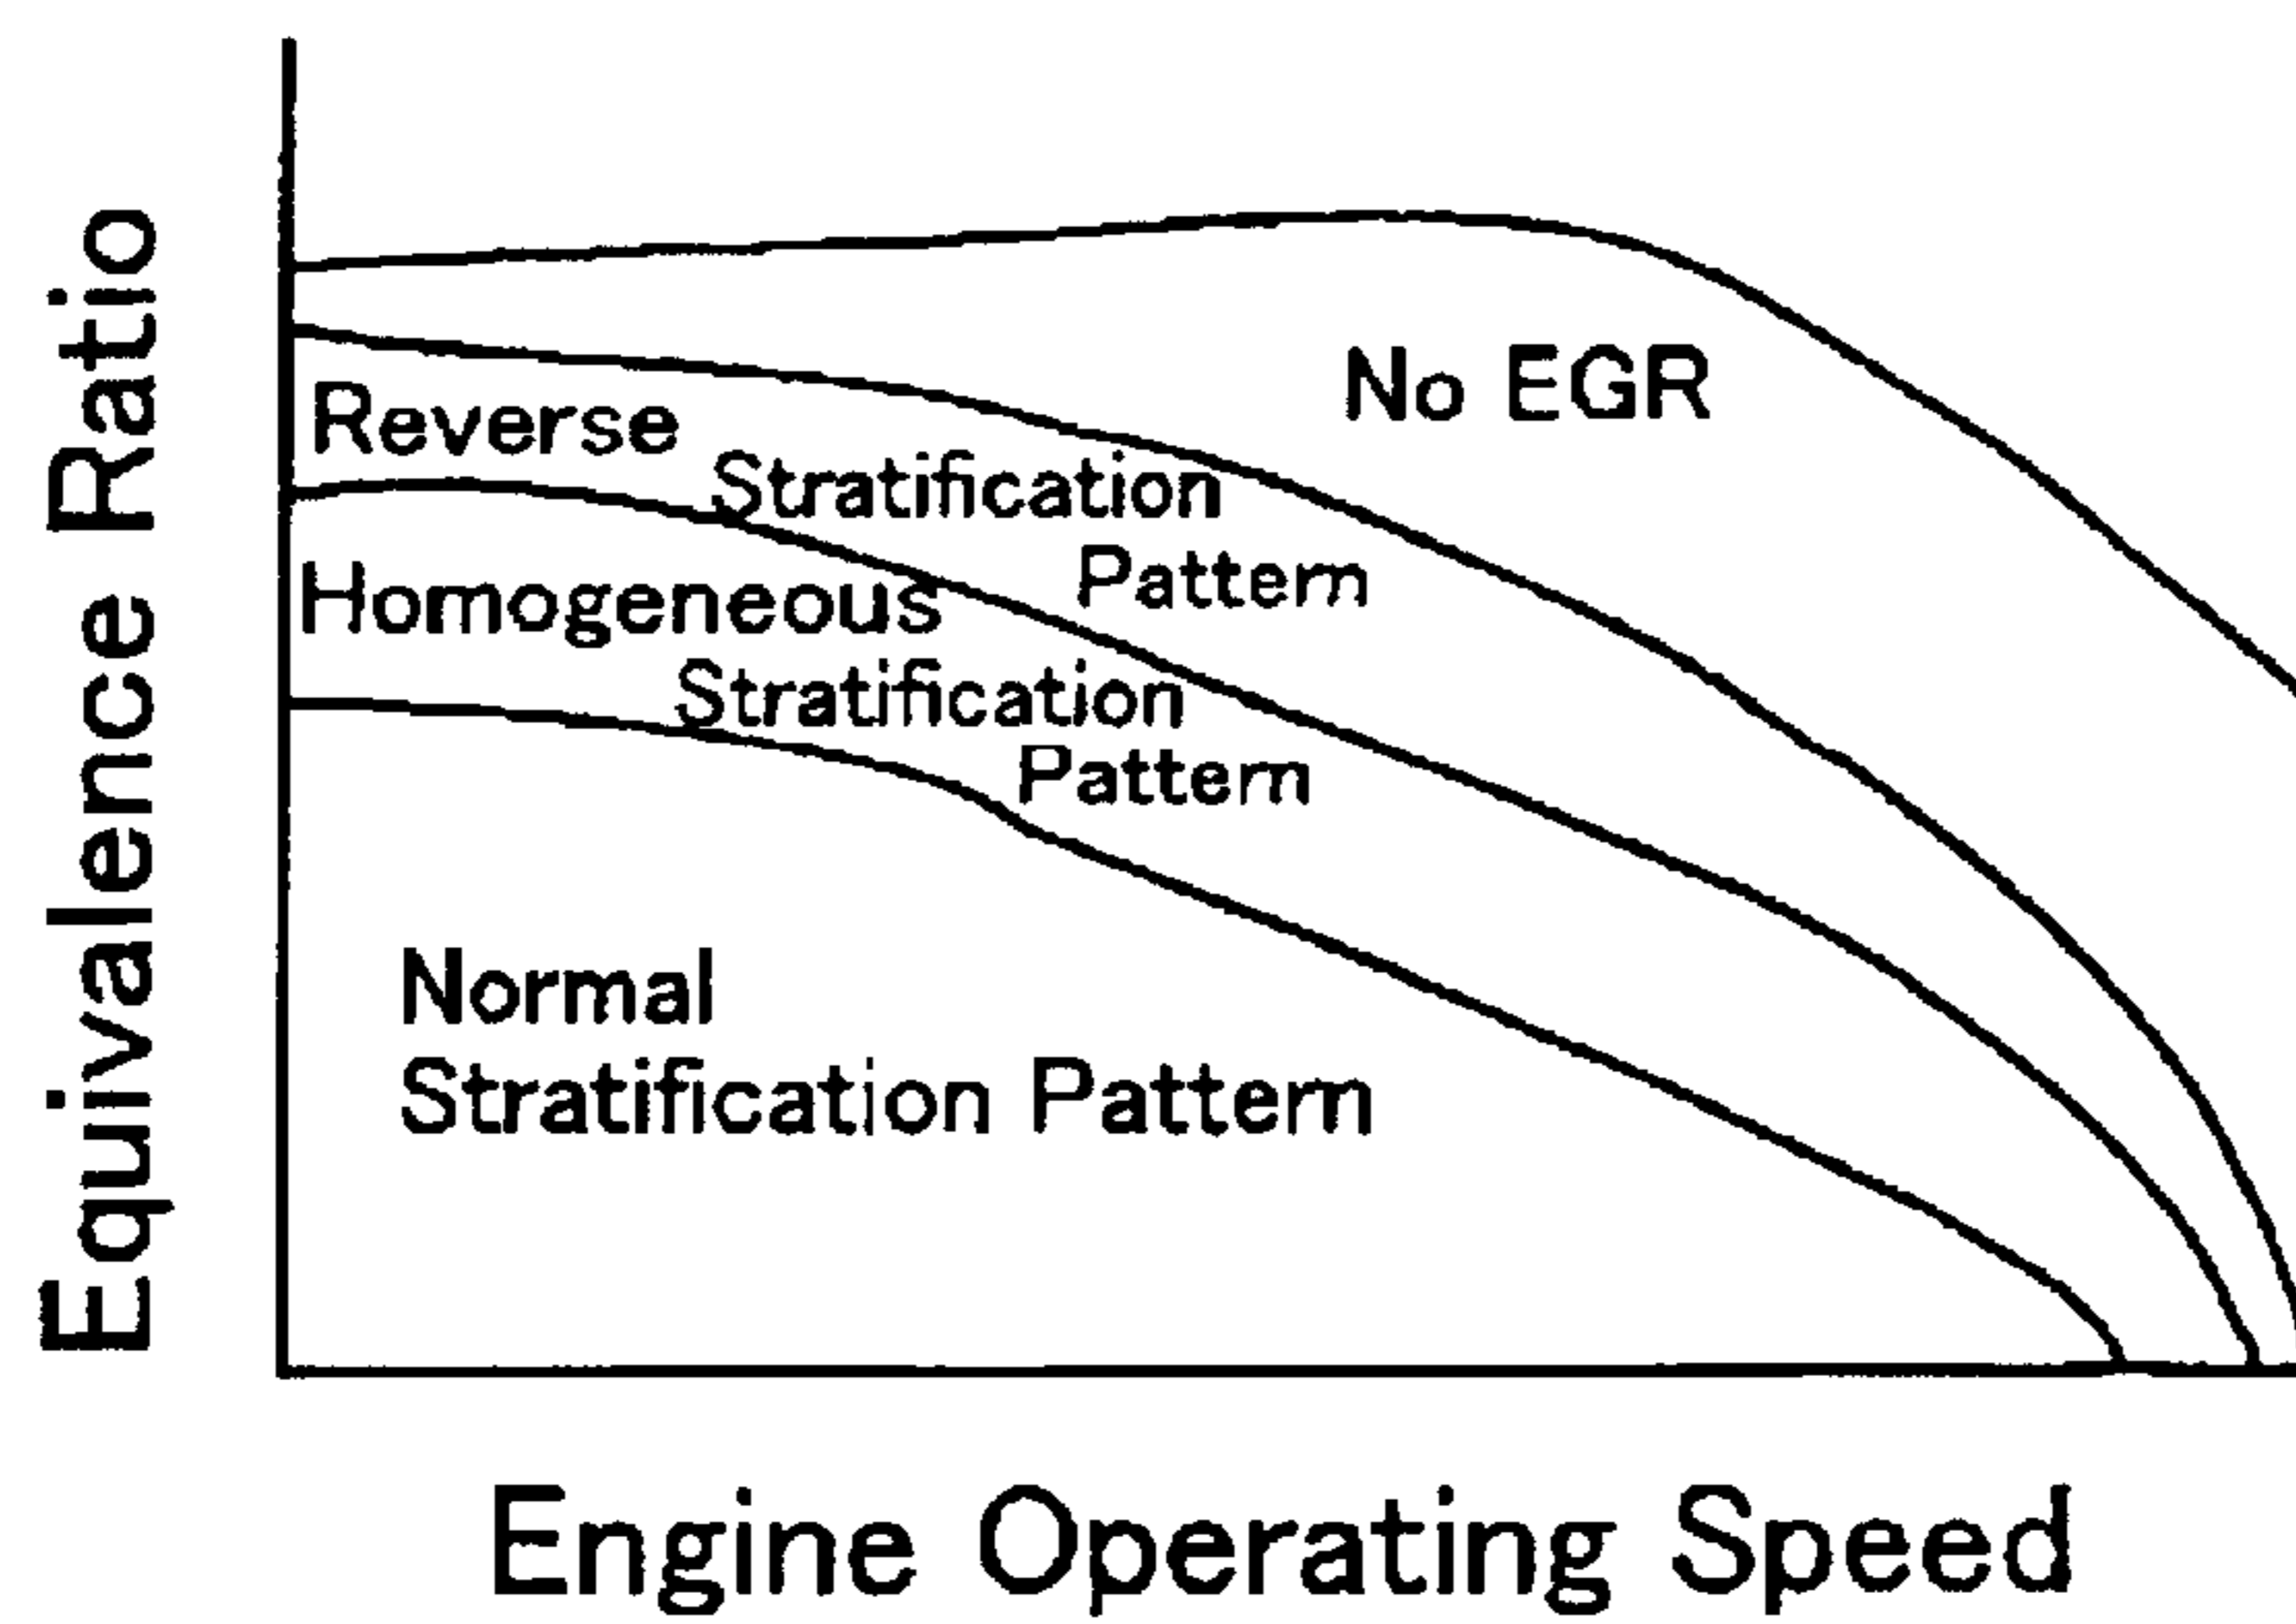 Equivalence Ratio
No EGR
Reverse
Stratification
Pattern
Homogeneous
Stratification
Pattern
Normal
Stratification Pattern
Engine Operating Speed